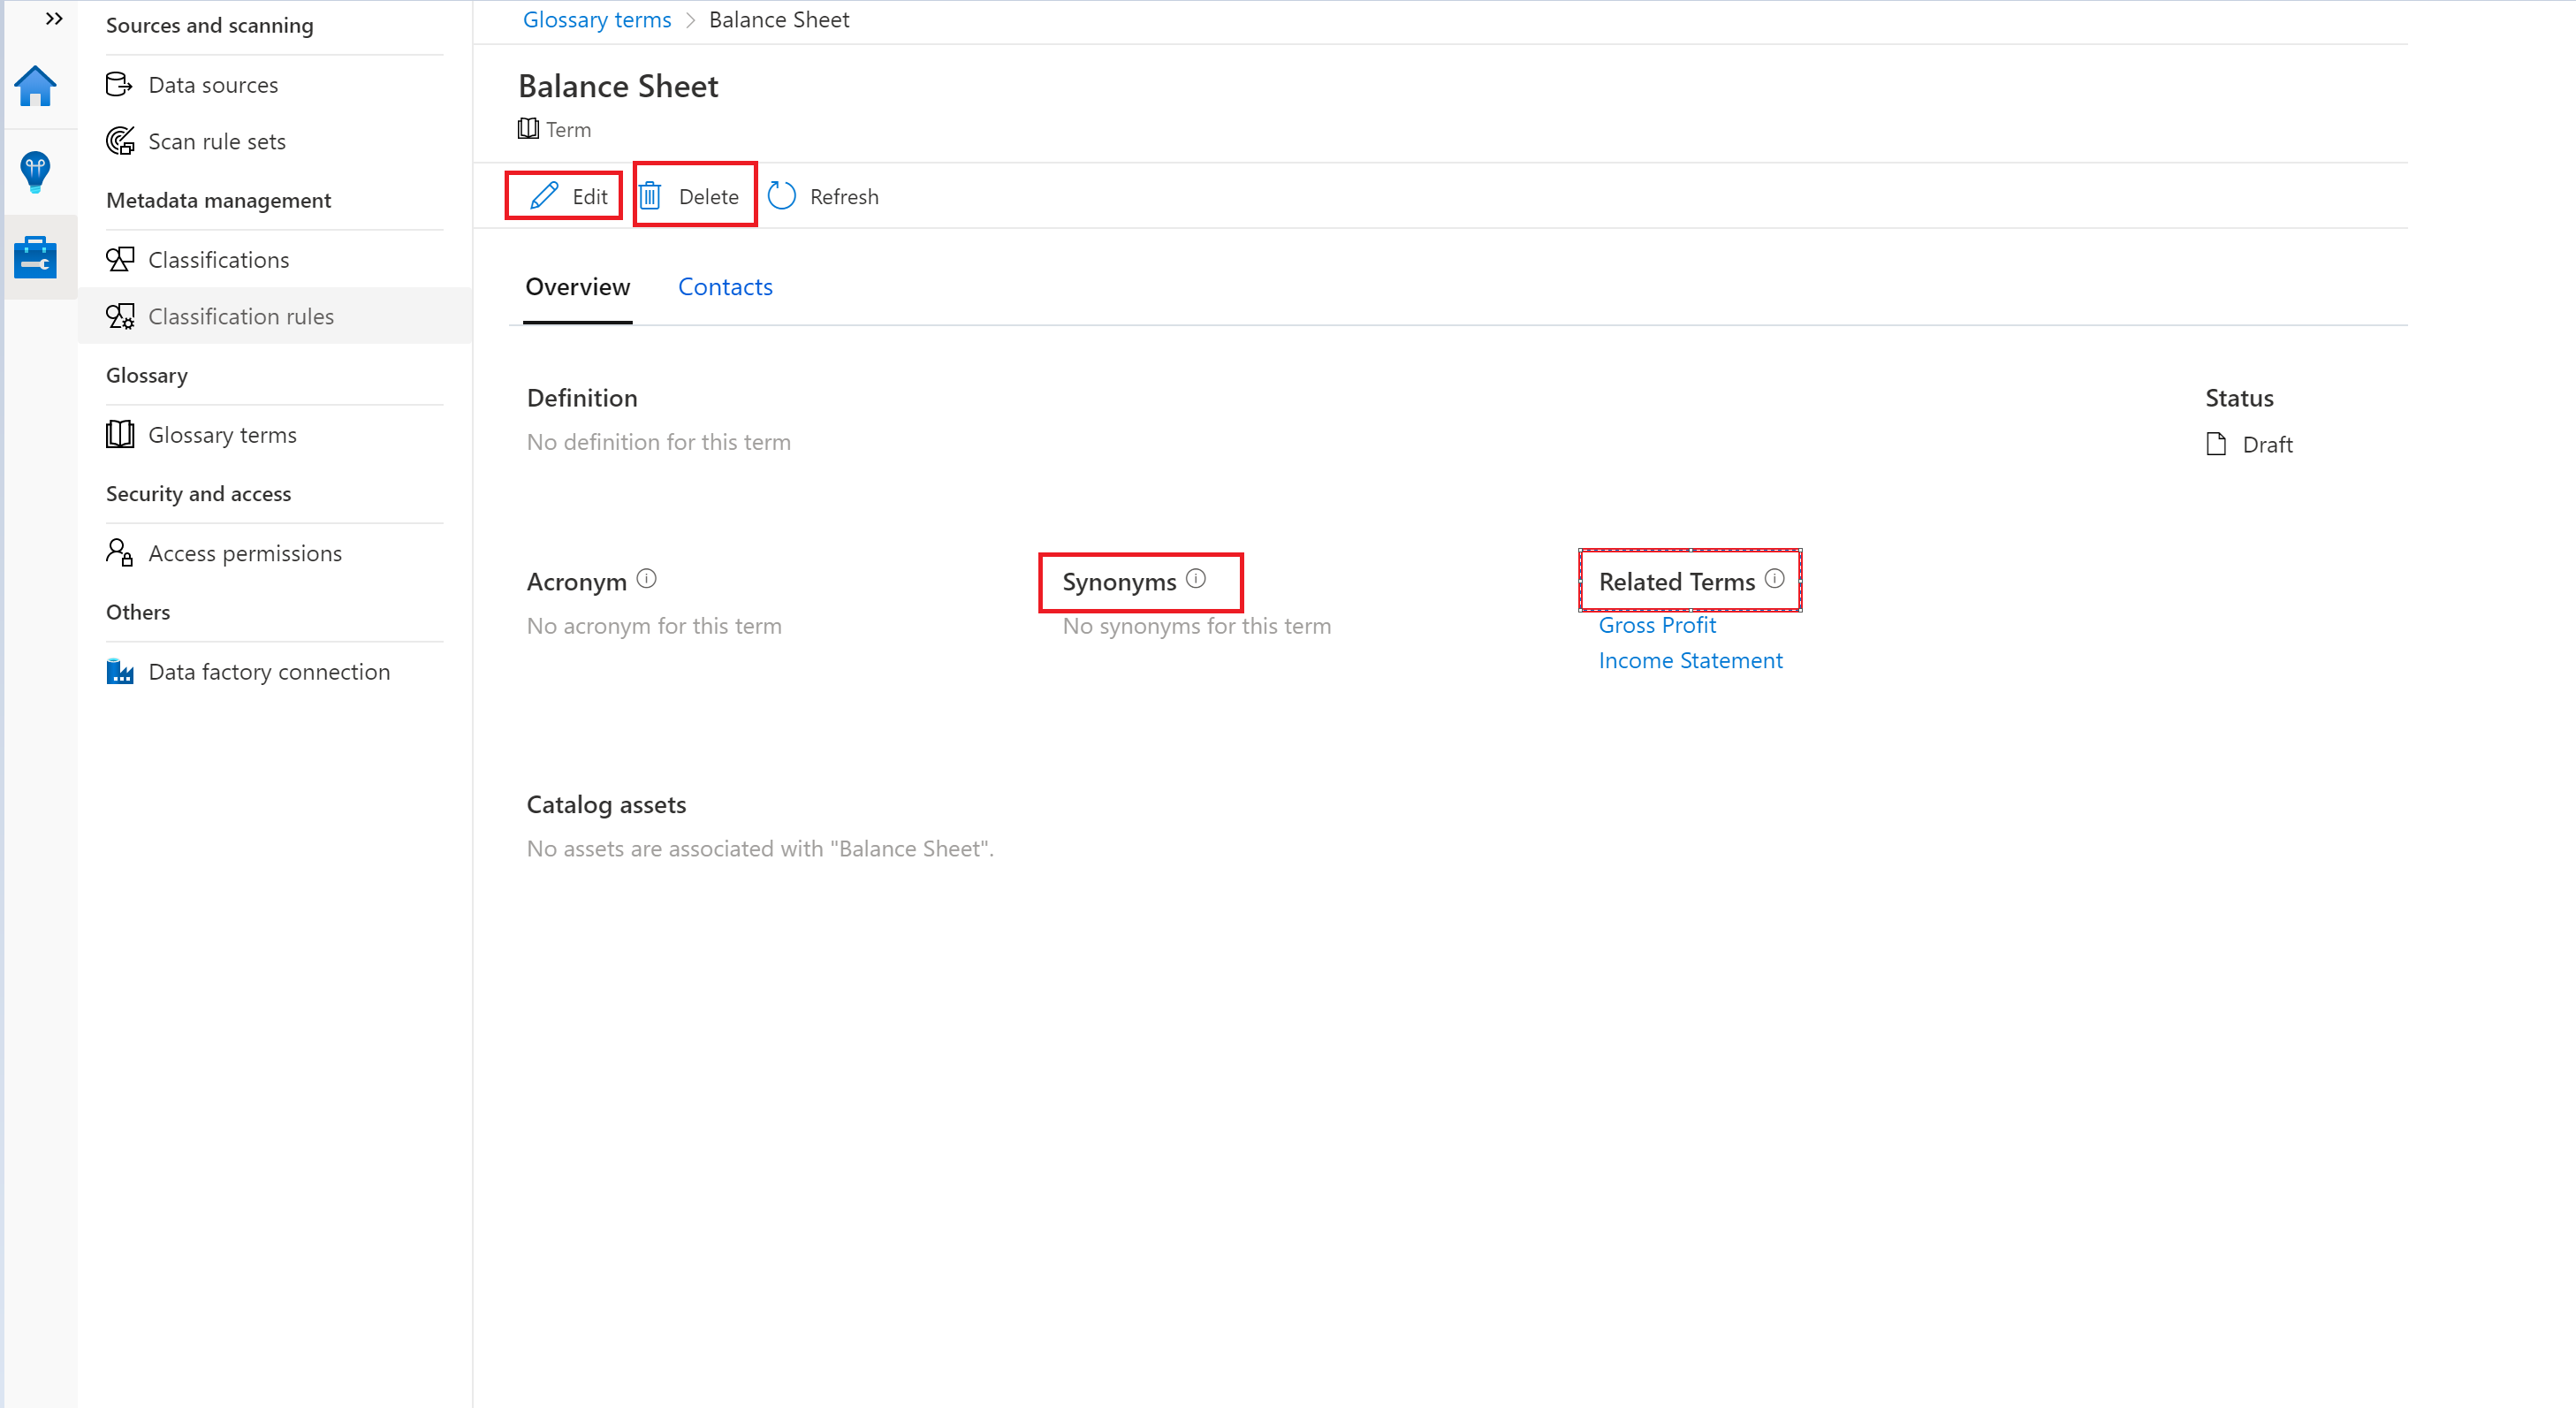 Sources and scanning
Data sources
Scan rule sets
Metadata management
Classifications
Classification rules
Glossary
Glossary terms
Security and access
Access permissions
Others
Data factory connection
Glossary terms > Balance Sheet
Balance Sheet
Term
Edit Delete Refresh
Overview Contacts
Definition
No definition for this term
Status
Draft
Acronym
No acronym for this term
Synonyms
No synonyms for this term
Related Terms
Gross Profit
Income Statement
Catalog assets
No assets are associated with "Balance Sheet".